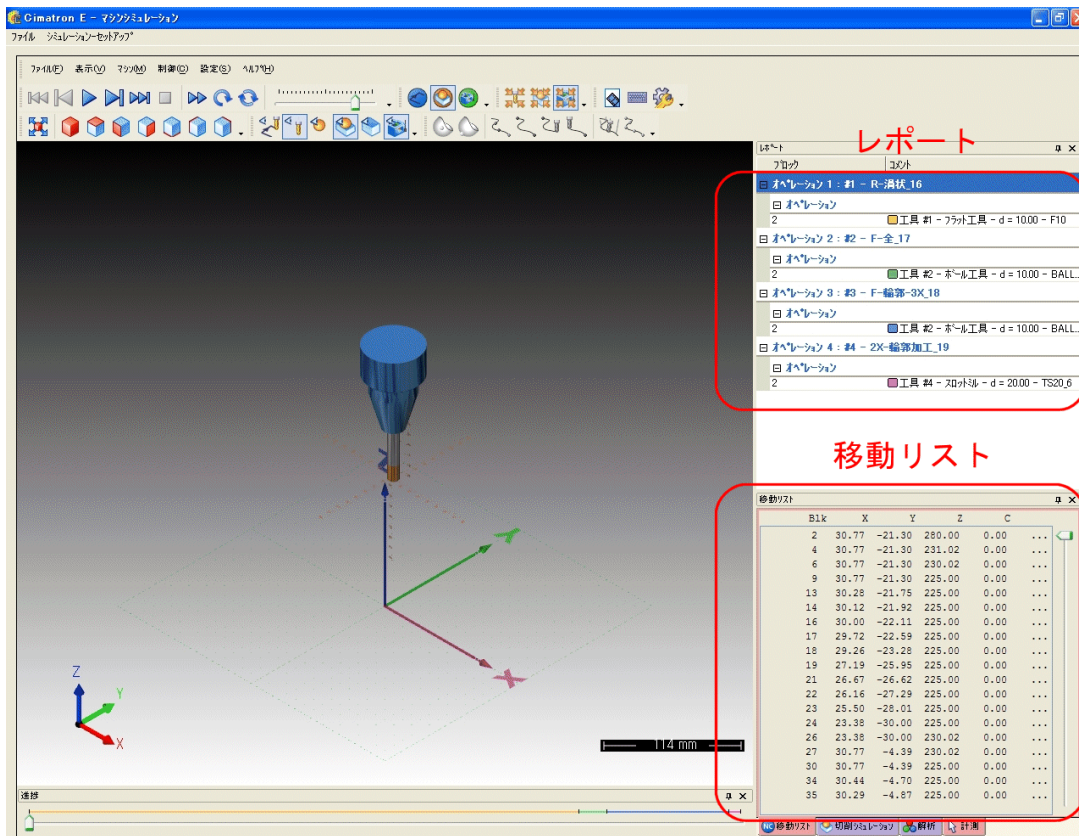 Cimatron E - マシンシミュレーション
ファイル シミュレーション-セットアップ
ファイル(F) 表示(V) マシン(M) 制御(C) 設定(S) ヘルプ(H)
レポート
レポート
ブロック コメント
オペレーション 1 : #1 - R-渦状_16
オペレーション
2 工具 #1 - フラット工具 - d = 10.00 - F10
オペレーション 2 : #2 - F-全_17
オペレーション
2 工具 #2 - ボール工具 - d = 10.00 - BALL...
オペレーション 3 : #3 - F-輪郭-3X_18
オペレーション
2 工具 #2 - ボール工具 - d = 10.00 - BALL...
オペレーション 4 : #4 - 2X-輪郭加工_19
オペレーション
2 工具 #4 - スロットミル - d = 20.00 - TS20_6
移動リスト
移動リスト
Blk X Y Z C
2 30.77 -21.30 280.00 0.00 ...
4 30.77 -21.30 231.02 0.00 ...
6 30.77 -21.30 230.02 0.00 ...
9 30.77 -21.30 225.00 0.00 ...
13 30.28 -21.75 225.00 0.00 ...
14 30.12 -21.92 225.00 0.00 ...
16 30.00 -22.11 225.00 0.00 ...
17 29.72 -22.59 225.00 0.00 ...
18 29.26 -23.28 225.00 0.00 ...
19 27.19 -25.95 225.00 0.00 ...
21 26.67 -26.62 225.00 0.00 ...
22 26.16 -27.29 225.00 0.00 ...
23 25.50 -28.01 225.00 0.00 ...
24 23.38 -30.00 225.00 0.00 ...
26 23.38 -30.00 230.02 0.00 ...
27 30.77 -4.39 230.02 0.00 ...
30 30.77 -4.39 225.00 0.00 ...
34 30.44 -4.70 225.00 0.00 ...
35 30.29 -4.87 225.00 0.00 ...
Z
Y
X
Z
Y
X
114 mm
進捗
NC 移動リスト 切削シミュレーション 解析 計測